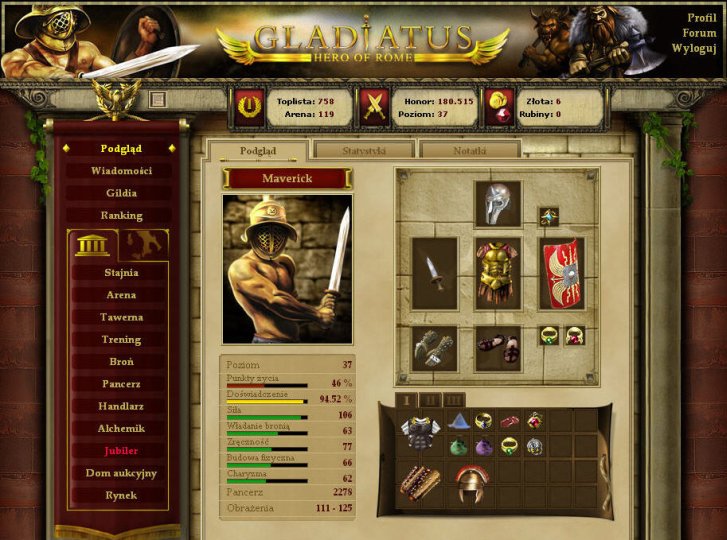 GLADIATUS
HERO OF ROME
Profil
Forum
Wyloguj
Toplista: 758
Arena: 119
Honor: 180.515
Poziom: 37
Złota: 6
Rubiny: 0
Podgląd
Wiadomości
Gildia
Ranking
Stajnia
Arena
Tawerna
Trening
Broń
Pancerz
Handlarz
Alchemik
Jubiler
Dom aukcyjny
Rynek
Podgląd
Statystyki
Notatki
Maverick
Poziom 37
Punkty życia 46 %
Doświadczenie 94.52 %
Siła 106
Władanie bronią 63
Zręczność 77
Budowa fizyczna 66
Charyzma 62
Pancerz 2278
Obrażenia 111 - 125
I II III